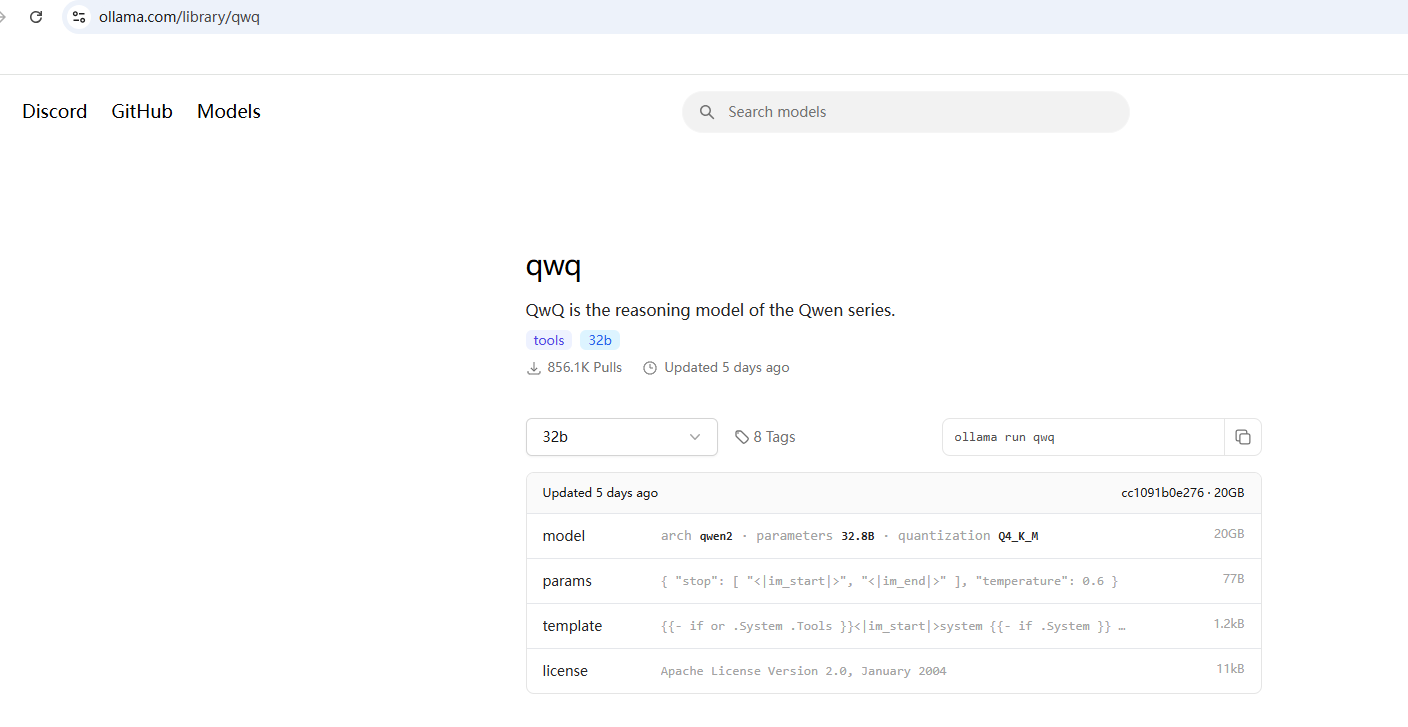 ollama.com/library/qwq
Discord GitHub Models Search models
qwq
QwQ is the reasoning model of the Qwen series.
tools 32b
856.1K Pulls Updated 5 days ago
32b 8 Tags ollama run qwq
Updated 5 days ago cc1091b0e276 · 20GB
model arch qwen2 · parameters 32.8B · quantization Q4_K_M 20GB
params { "stop": [ "<|im_start|>", "<|im_end|>" ], "temperature": 0.6 } 77B
template {{- if or .System .Tools }}<|im_start|>system {{- if .System }} … 1.2kB
license Apache License Version 2.0, January 2004 11kB